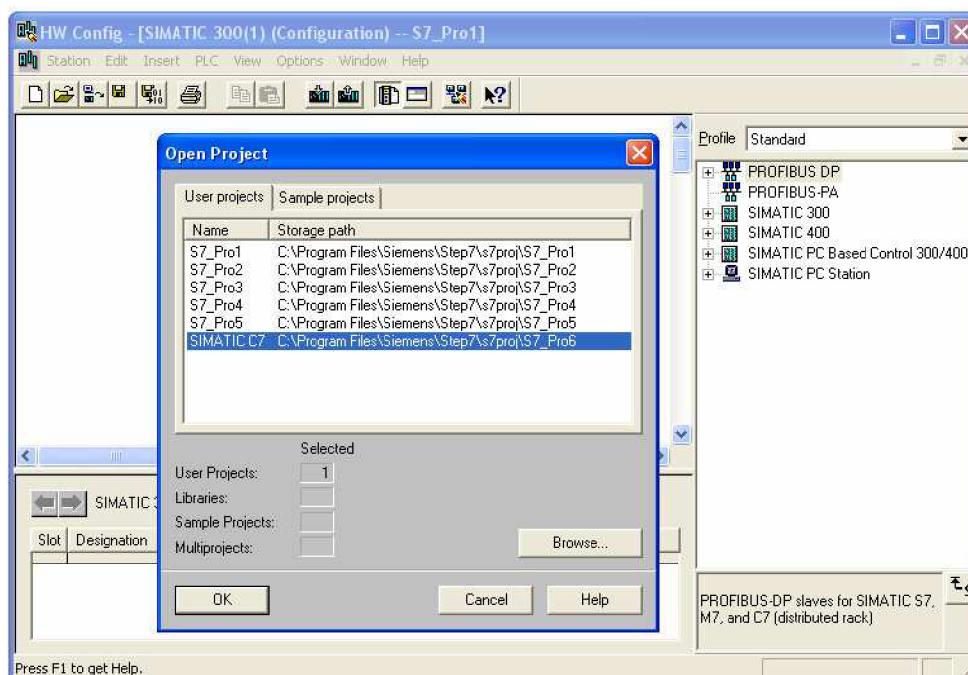 HW Config - [SIMATIC 300(1) (Configuration) -- S7_Pro1]
Station Edit Insert PLC View Options Window Help
Open Project
User projects Sample projects
Name Storage path
S7_Pro1 C:\Program Files\Siemens\Step7\s7proj\S7_Pro1
S7_Pro2 C:\Program Files\Siemens\Step7\s7proj\S7_Pro2
S7_Pro3 C:\Program Files\Siemens\Step7\s7proj\S7_Pro3
S7_Pro4 C:\Program Files\Siemens\Step7\s7proj\S7_Pro4
S7_Pro5 C:\Program Files\Siemens\Step7\s7proj\S7_Pro5
SIMATIC C7 C:\Program Files\Siemens\Step7\s7proj\S7_Pro6
Selected
User Projects: 1
Libraries:
Sample Projects:
Multiprojects:
Browse...
OK Cancel Help
Profile Standard
PROFIBUS DP
PROFIBUS-PA
SIMATIC 300
SIMATIC 400
SIMATIC PC Based Control 300/400
SIMATIC PC Station
SIMATIC
Slot Designation
PROFIBUS-DP slaves for SIMATIC S7,
M7, and C7 (distributed rack)
Press F1 to get Help.